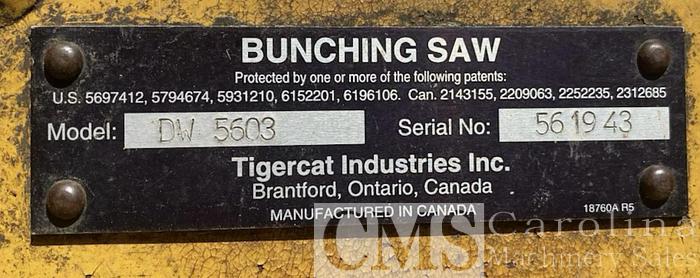 BUNCHING SAW
Protected by one or more of the following patents:
U.S. 5697412, 5794674, 5931210, 6152201, 6196106. Can. 2143155, 2209063, 2252235, 2312685
Model: DW 5603 Serial No: 561943
Tigercat Industries Inc.
Brantford, Ontario, Canada
MANUFACTURED IN CANADA 18760A R5
CMS Carolina
Machinery Sales